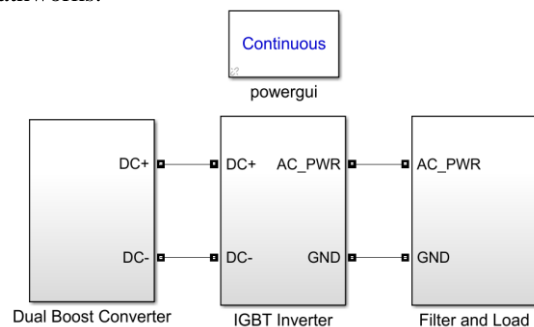 Continuous
powergui
DC+ DC+ AC_PWR AC_PWR
DC- DC- GND GND
Dual Boost Converter IGBT Inverter Filter and Load